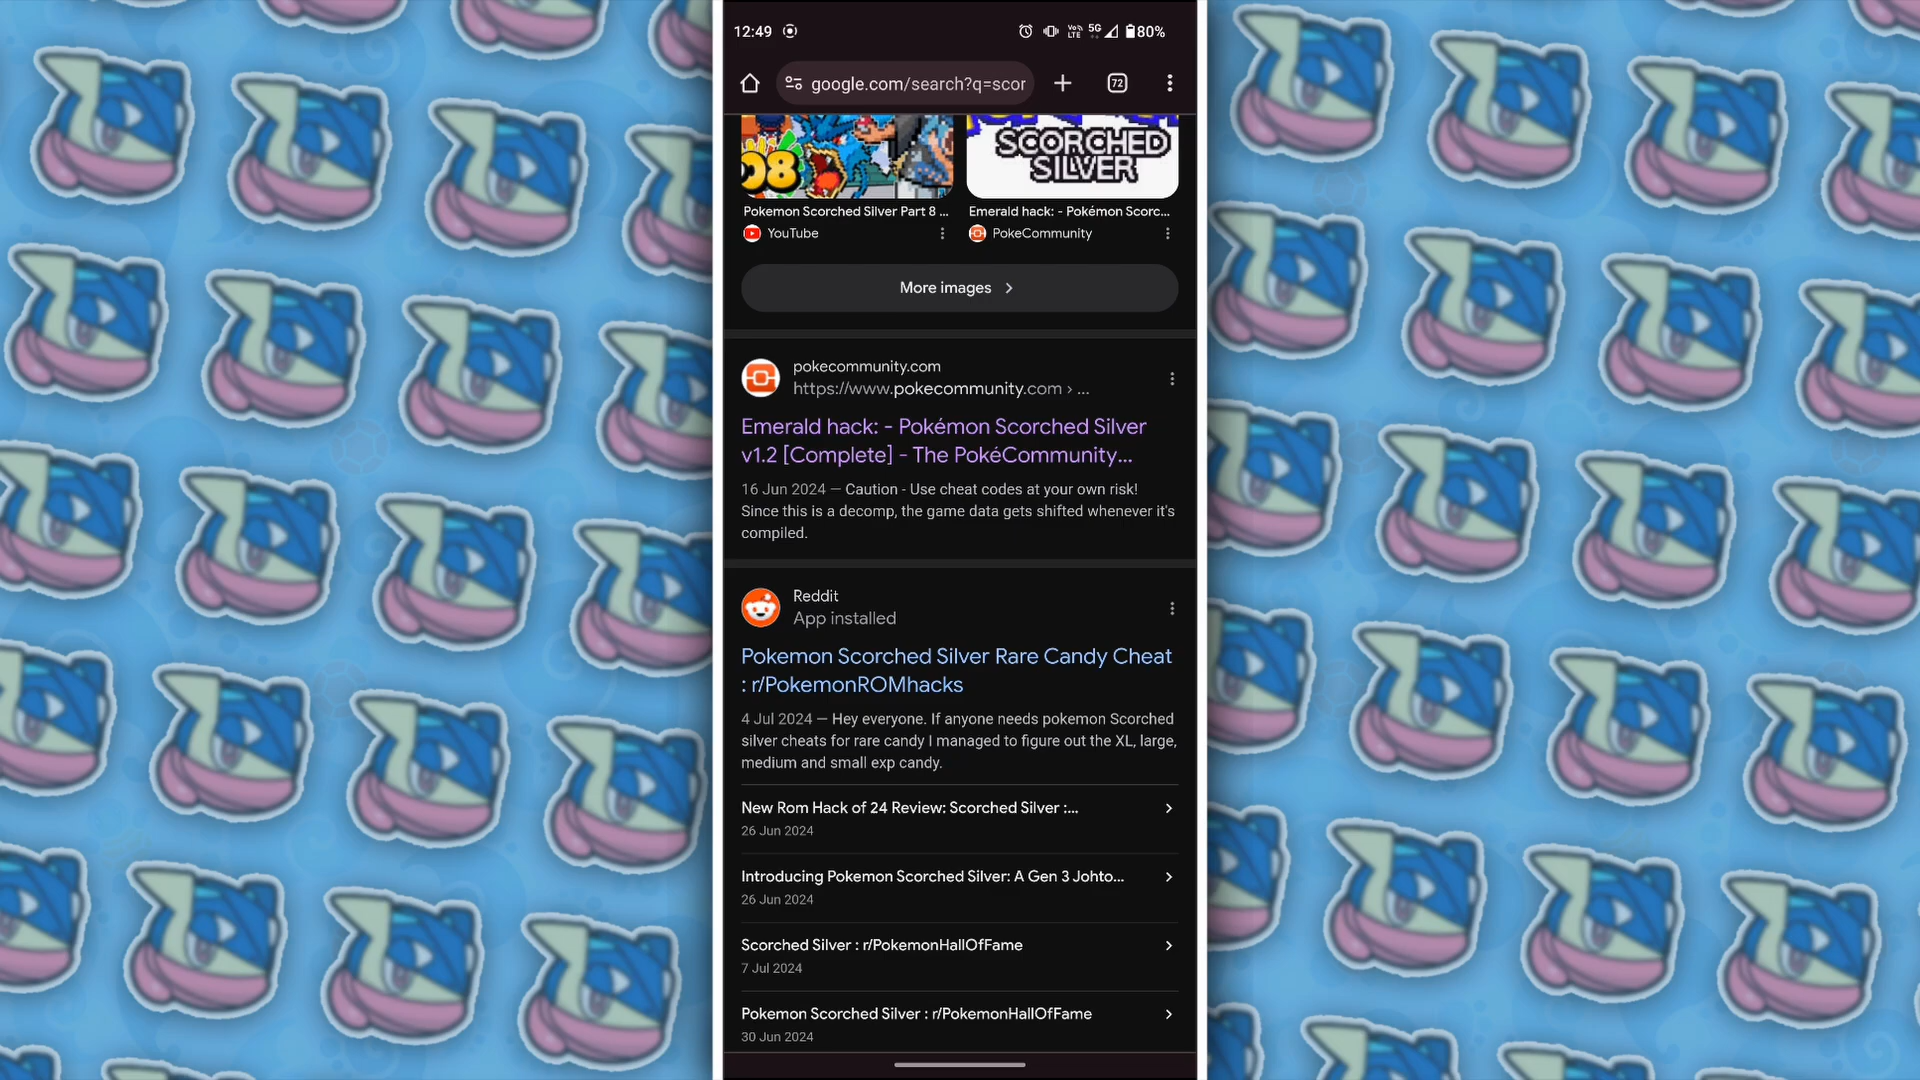 12:49
VoLTE 5G 80%
google.com/search?q=scor
72
08
SCORCHED
SILVER
Pokemon Scorched Silver Part 8 ...
Emerald hack: - Pokémon Scorc...
YouTube
PokeCommunity
More images
pokecommunity.com
https://www.pokecommunity.com › ...
Emerald hack: - Pokémon Scorched Silver
v1.2 [Complete] - The PokéCommunity...
16 Jun 2024 — Caution - Use cheat codes at your own risk!
Since this is a decomp, the game data gets shifted whenever it's
compiled.
Reddit
App installed
Pokemon Scorched Silver Rare Candy Cheat
: r/PokemonROMhacks
4 Jul 2024 — Hey everyone. If anyone needs pokemon Scorched
silver cheats for rare candy I managed to figure out the XL, large,
medium and small exp candy.
New Rom Hack of 24 Review: Scorched Silver :...
26 Jun 2024
Introducing Pokemon Scorched Silver: A Gen 3 Johto...
26 Jun 2024
Scorched Silver : r/PokemonHallOfFame
7 Jul 2024
Pokemon Scorched Silver : r/PokemonHallOfFame
30 Jun 2024